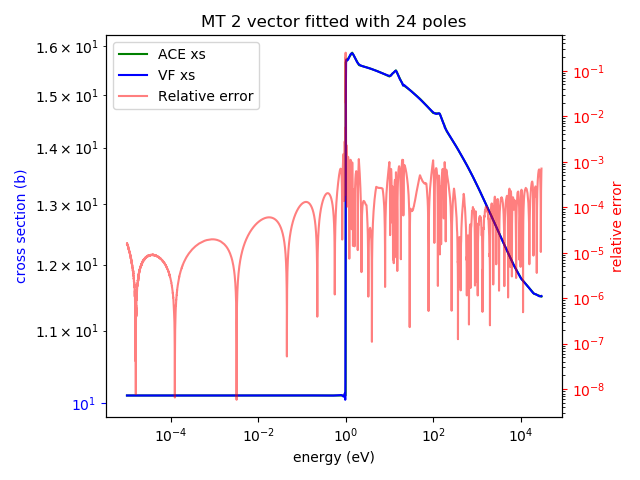 MT 2 vector fitted with 24 poles
ACE xs
VF xs
Relative error
cross section (b)
1.6 × 10¹
1.5 × 10¹
1.4 × 10¹
1.3 × 10¹
1.2 × 10¹
1.1 × 10¹
10¹
10⁻¹
10⁻²
10⁻³
10⁻⁴
10⁻⁵
10⁻⁶
10⁻⁷
10⁻⁸
relative error
10⁻⁴ 10⁻² 10⁰ 10² 10⁴
energy (eV)